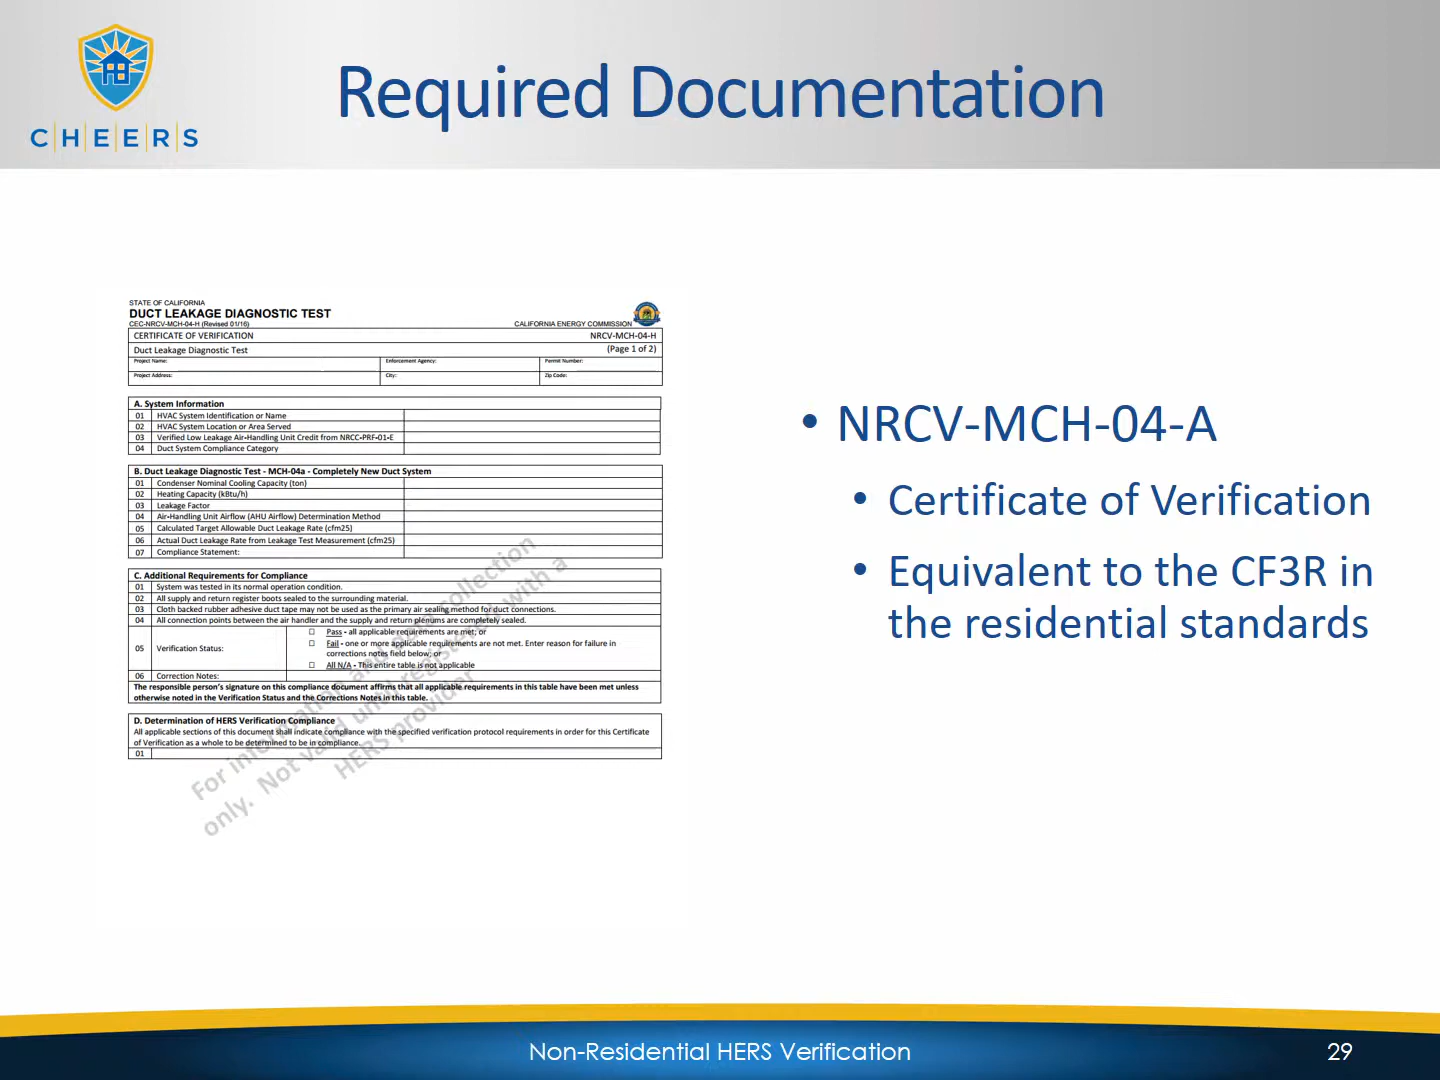 C|H|E|E|R|S
Required Documentation
STATE OF CALIFORNIA
DUCT LEAKAGE DIAGNOSTIC TEST
CEC-NRCV-MCH-04-H (Revised 01/16)
CALIFORNIA ENERGY COMMISSION
CERTIFICATE OF VERIFICATION
NRCV-MCH-04-H
Duct Leakage Diagnostic Test
(Page 1 of 2)
Project Name:
Enforcement Agency:
Permit Number:
Project Address:
City:
Zip Code:
A. System Information
01 HVAC System Identification or Name
02 HVAC System Location or Area Served
03 Verified Low Leakage Air-Handling Unit Credit from NRCC-PRF-01-E
04 Duct System Compliance Category
B. Duct Leakage Diagnostic Test - MCH-04a - Completely New Duct System
01 Condenser Nominal Cooling Capacity (ton)
02 Heating Capacity (kBtu/h)
03 Leakage Factor
04 Air-Handling Unit Airflow (AHU Airflow) Determination Method
05 Calculated Target Allowable Duct Leakage Rate (cfm25)
06 Actual Duct Leakage Rate from Leakage Test Measurement (cfm25)
07 Compliance Statement:
C. Additional Requirements for Compliance
01 System was tested in its normal operation condition.
02 All supply and return register boots sealed to the surrounding material.
03 Cloth backed rubber adhesive duct tape may not be used as the primary air sealing method for duct connections.
04 All connection points between the air handler and the supply and return plenums are completely sealed.
05 Verification Status:
☐ Pass - all applicable requirements are met; or
☐ Fail - one or more applicable requirements are not met. Enter reason for failure in
corrections notes field below; or
☐ All N/A - This entire table is not applicable
06 Correction Notes:
The responsible person's signature on this compliance document affirms that all applicable requirements in this table have been met unless
otherwise noted in the Verification Status and the Corrections Notes in this table.
D. Determination of HERS Verification Compliance
All applicable sections of this document shall indicate compliance with the specified verification protocol requirements in order for this Certificate
of Verification as a whole to be determined to be in compliance.
01
For information and data collection
only. Not valid until registered with a
HERS provider
• NRCV-MCH-04-A
• Certificate of Verification
• Equivalent to the CF3R in
the residential standards
Non-Residential HERS Verification
29